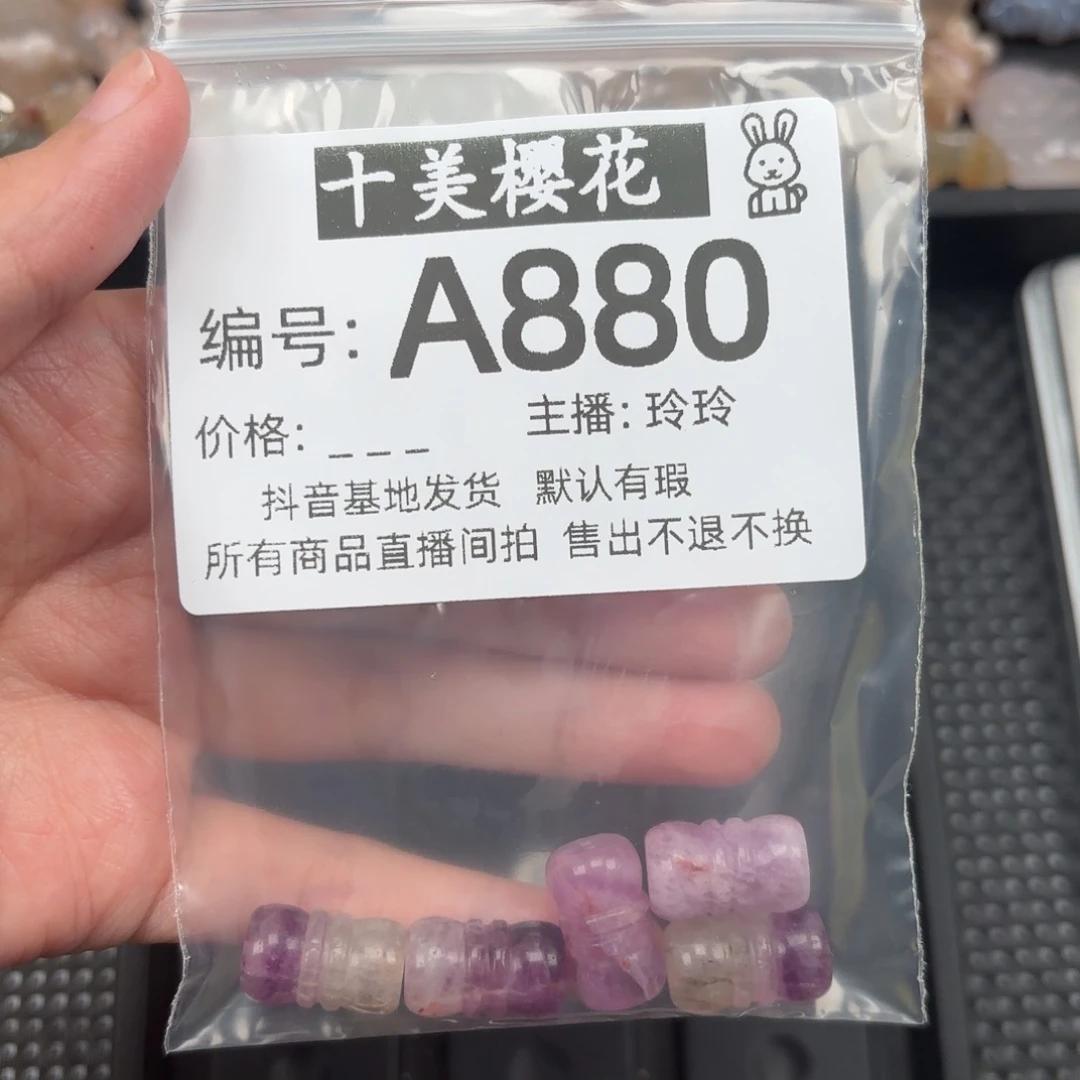 十美樱花
编号: A880
价格: _ _ _ 主播: 玲玲
抖音基地发货 默认有瑕
所有商品直播间拍 售出不退不换